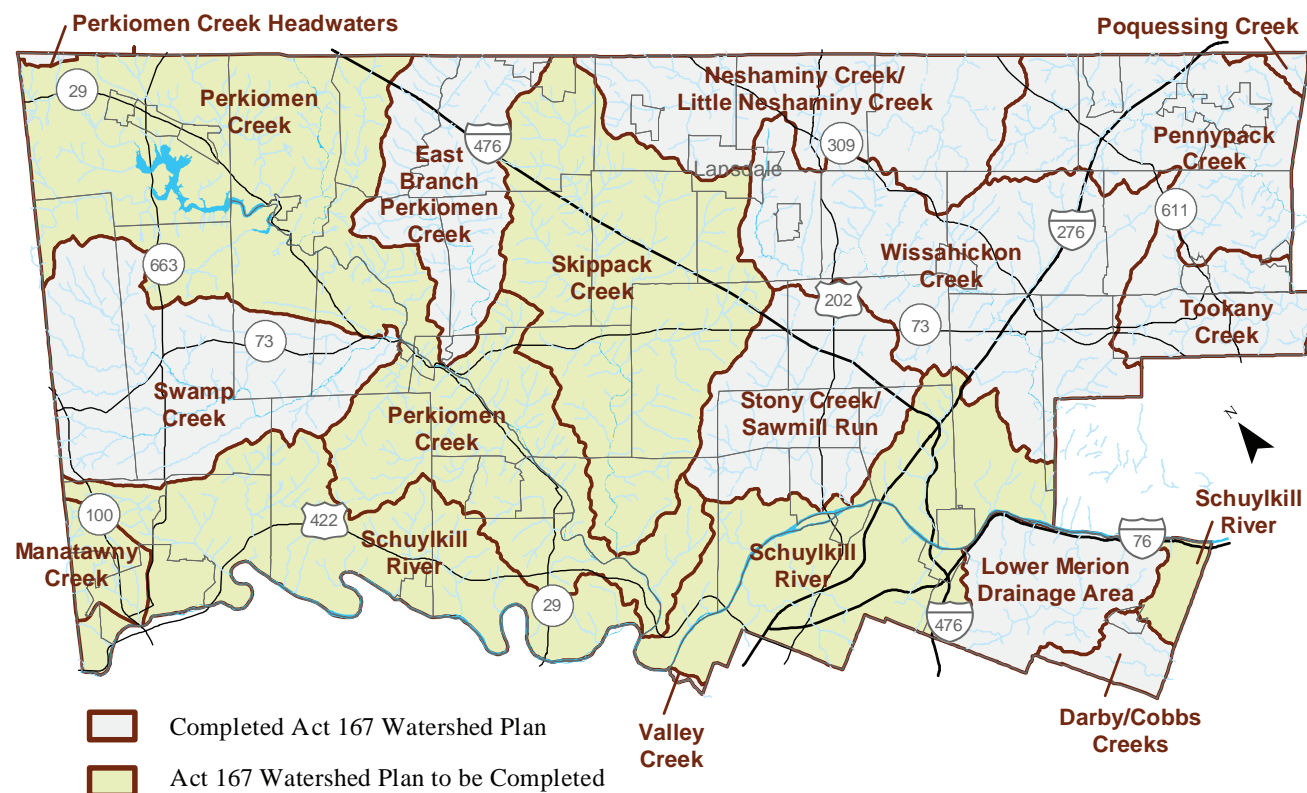 Perkiomen Creek Headwaters
Poquessing Creek
29
Perkiomen
Creek
Neshaminy Creek/
Little Neshaminy Creek
476
309
Pennypack
Creek
East
Branch
Perkiomen
Creek
Lansdale
611
276
663
Skippack
Creek
Wissahickon
Creek
202
73
73
Tookany
Creek
Swamp
Creek
Perkiomen
Creek
Stony Creek/
Sawmill Run
N
100
422
Schuylkill
River
Manatawny
Creek
Schuylkill
River
Schuylkill
River
76
Lower Merion
Drainage Area
29
476
Valley
Creek
Darby/Cobbs
Creeks
Completed Act 167 Watershed Plan
Act 167 Watershed Plan to be Completed